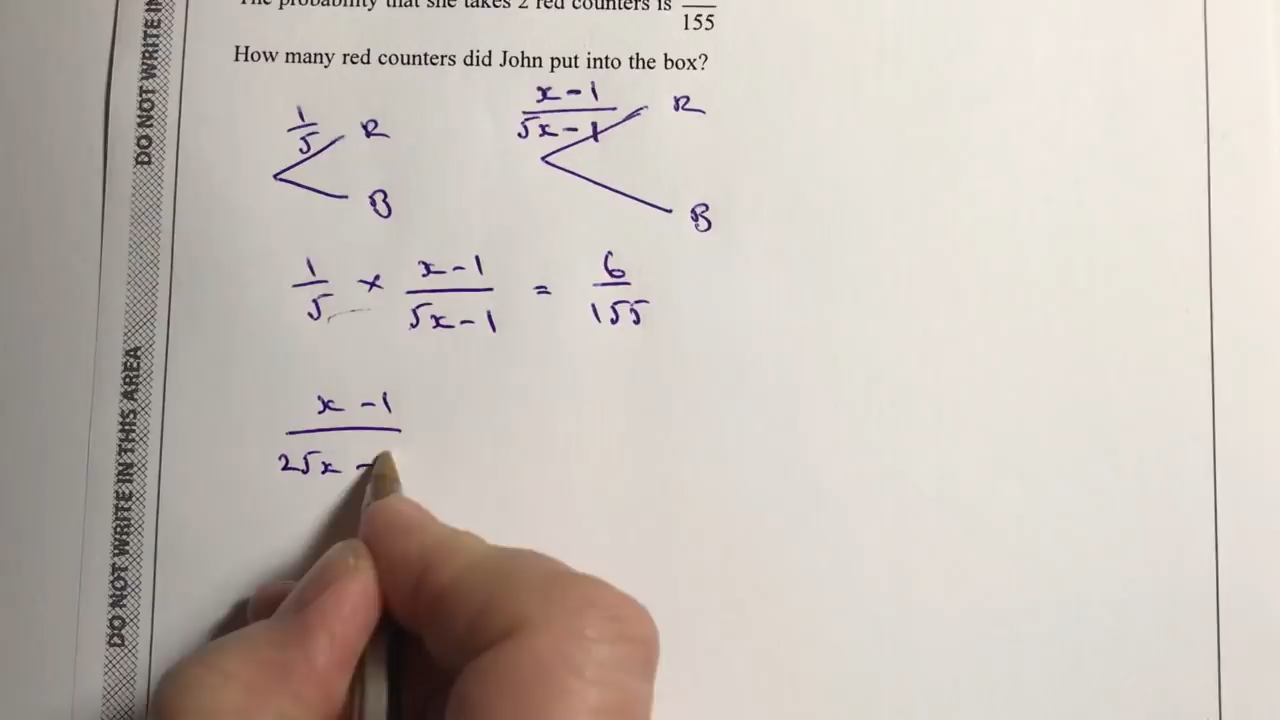 The probability that she takes 2 red counters is
155
How many red counters did John put into the box?
1/5 R
B
x-1/5x-1 R
B
1/5 × x-1/5x-1 = 6/155
x-1/25x-
DO NOT WRITE IN
DO NOT WRITE IN THIS AREA